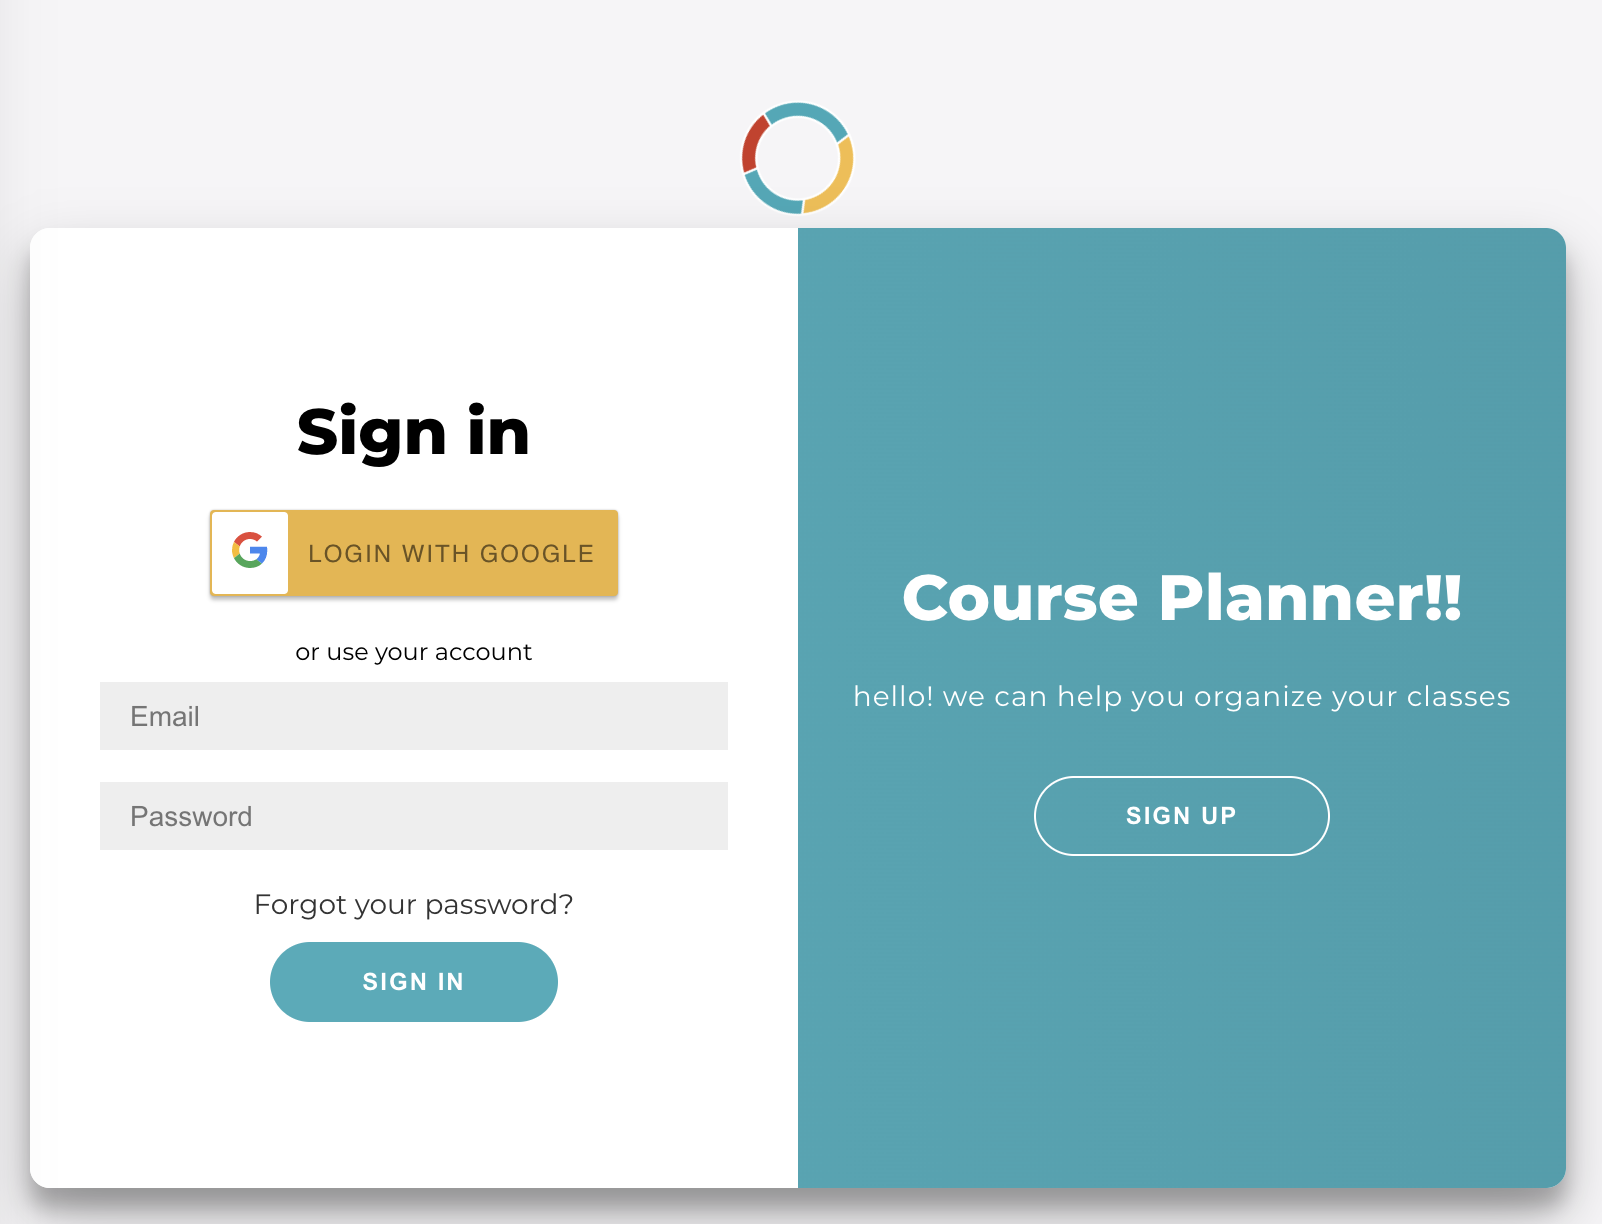 Sign in
LOGIN WITH GOOGLE
or use your account
Email
Password
Forgot your password?
SIGN IN
Course Planner!!
hello! we can help you organize your classes
SIGN UP